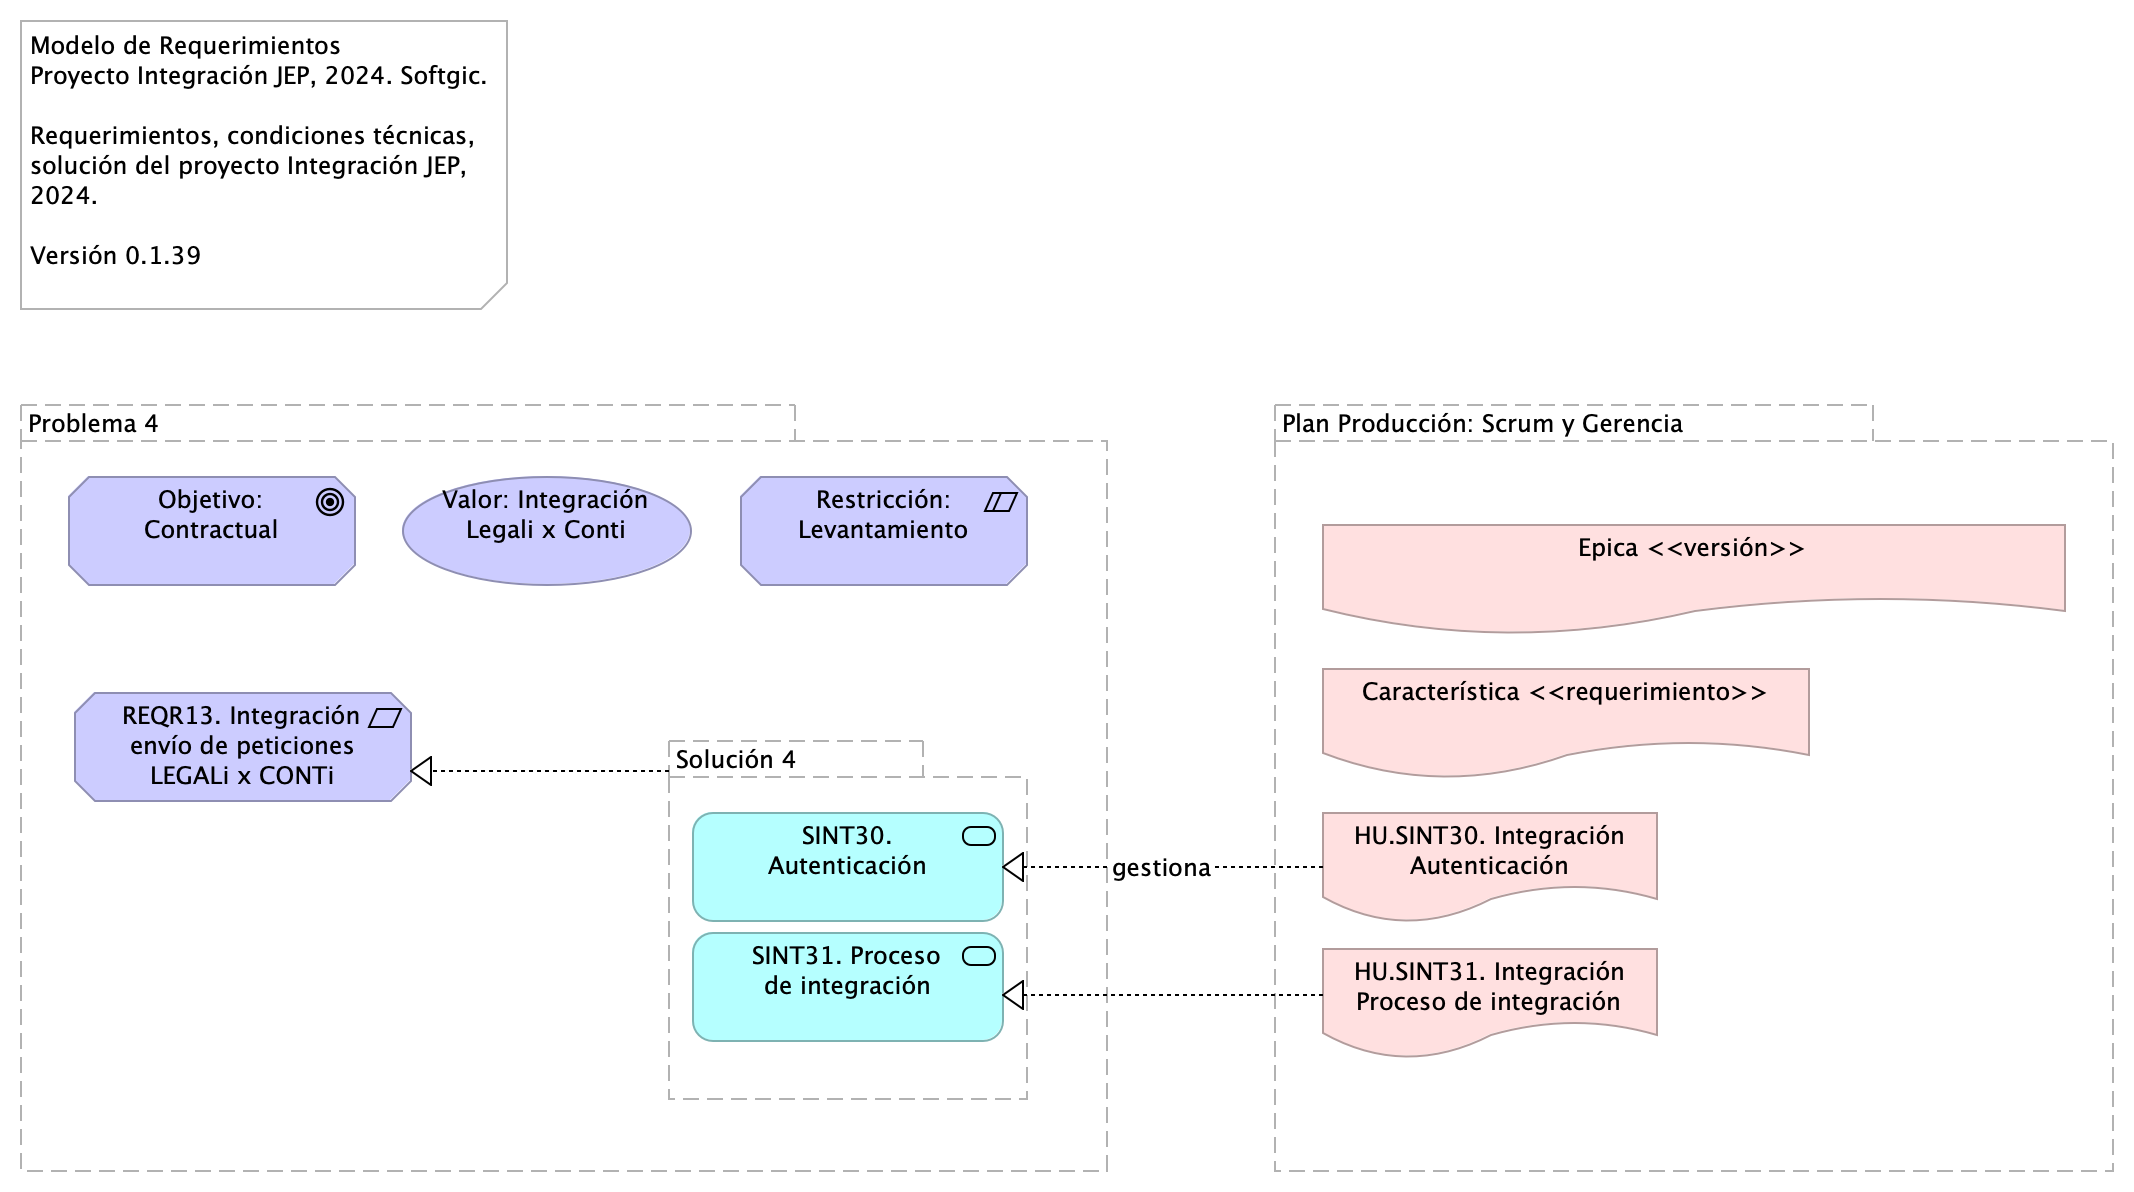 Modelo de Requerimientos
Proyecto Integración JEP, 2024. Softgic.
Requerimientos, condiciones técnicas,
solución del proyecto Integración JEP,
2024.
Versión 0.1.39
Problema 4
Objetivo:
Contractual
Valor: Integración
Legali x Conti
Restricción:
Levantamiento
REQR13. Integración
envío de peticiones
LEGALi x CONTi
Solución 4
SINT30.
Autenticación
SINT31. Proceso
de integración
gestiona
Plan Producción: Scrum y Gerencia
Epica <<versión>>
Característica <<requerimiento>>
HU.SINT30. Integración
Autenticación
HU.SINT31. Integración
Proceso de integración